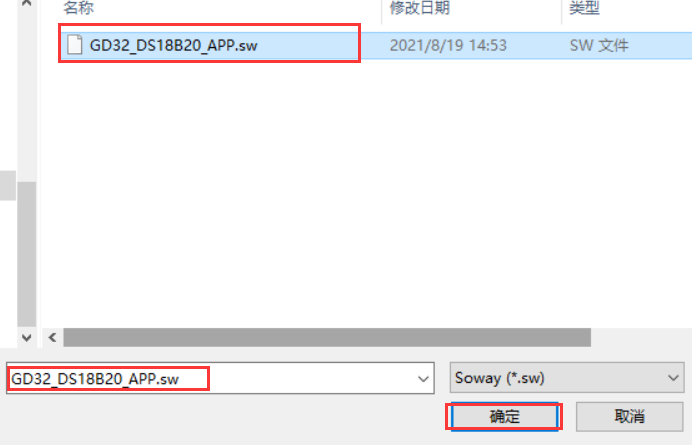 名称 修改日期 类型
GD32_DS18B20_APP.sw 2021/8/19 14:53 SW 文件
GD32_DS18B20_APP.sw Soway (*.sw)
确定 取消